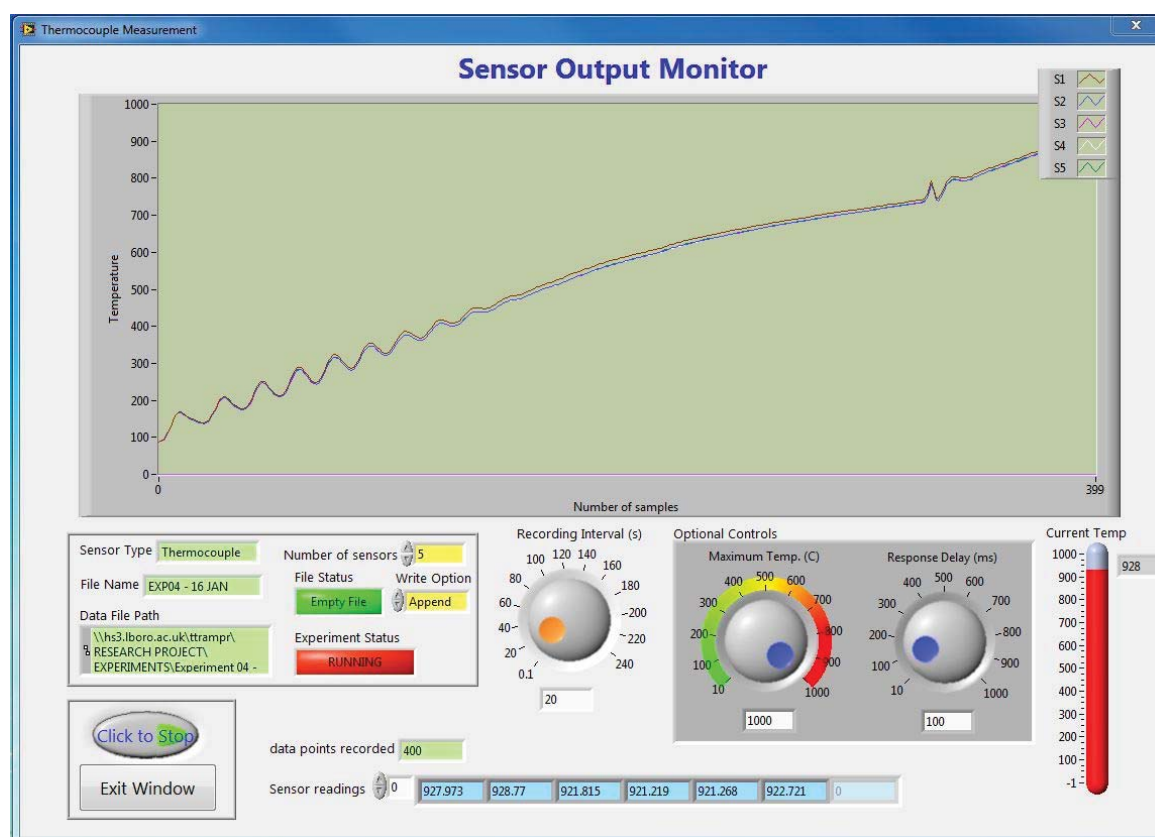 Thermocouple Measurement
x
Sensor Output Monitor
S1
S2
S3
S4
S5
1000
900
800
700
600
500
400
300
200
100
0
Temperature
0
399
Number of samples
Sensor Type Thermocouple
Number of sensors 5
File Name EXP04 - 16 JAN
File Status
Write Option
Empty File
Append
Data File Path
\\hs3.lboro.ac.uk\ttrampr\
RESEARCH PROJECT\
EXPERIMENTS\Experiment 04 -
Experiment Status
RUNNING
Recording Interval (s)
0.1 20 40 60 80 100 120 140 160 180 200 220 240
20
Optional Controls
Maximum Temp. (C)
10 100 200 300 400 500 600 700 800 900 1000
1000
Response Delay (ms)
10 100 200 300 400 500 600 700 800 900 1000
100
Current Temp
1000
900
800
700
600
500
400
300
200
100
-1
928
Click to Stop
Exit Window
data points recorded 400
Sensor readings 0 927.973 928.77 921.815 921.219 921.268 922.721 0